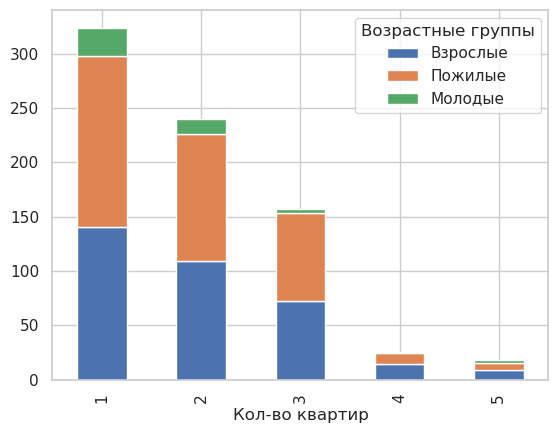 Возрастные группы
Взрослые
Пожилые
Молодые
300
250
200
150
100
50
0
1 2 3 4 5
Кол-во квартир